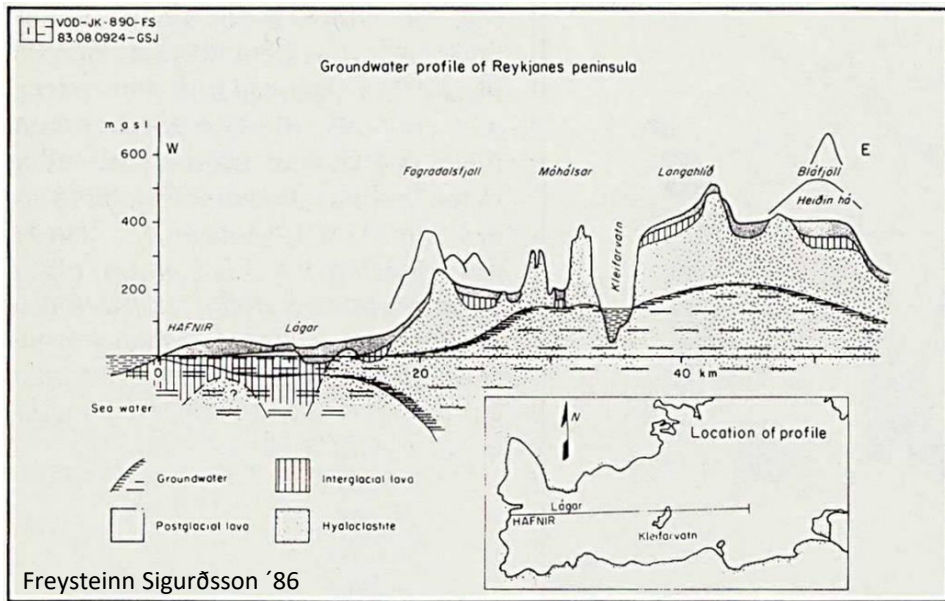 VOD-JK-890-FS
83.08.0924-GSJ
Groundwater profile of Reykjanes peninsula
m a s l
600
W
E
400
200
Fagradalsfjall
Móhálsar
Langahlíð
Bláfjöll
Heiðin há
Kleifarvatn
HAFNIR
Lágar
0
20
40 km
?
Sea water
Groundwater
Interglacial lava
Postglacial lava
Hyaloclastite
N
Location of profile
Lágar
HAFNIR
Kleifarvatn
Freysteinn Sigurðsson ´86